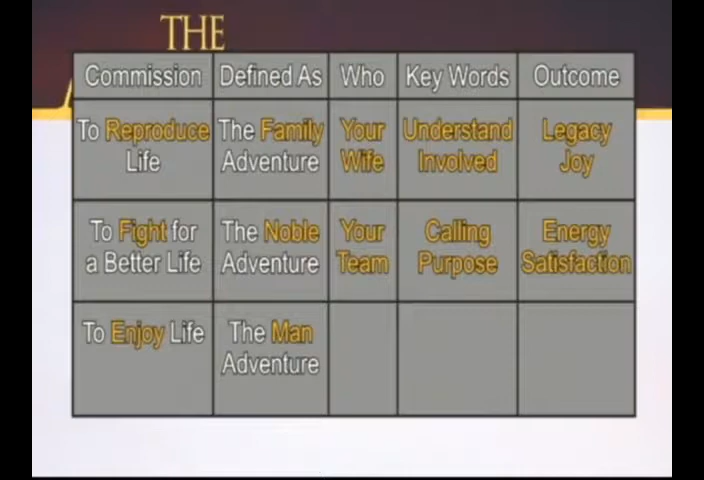 THE
Commission Defined As Who Key Words Outcome
To Reproduce The Family Your Understand Legacy
Life Adventure Wife Involved Joy
To Fight for The Noble Your Calling Energy
a Better Life Adventure Team Purpose Satisfaction
To Enjoy Life The Man
Adventure